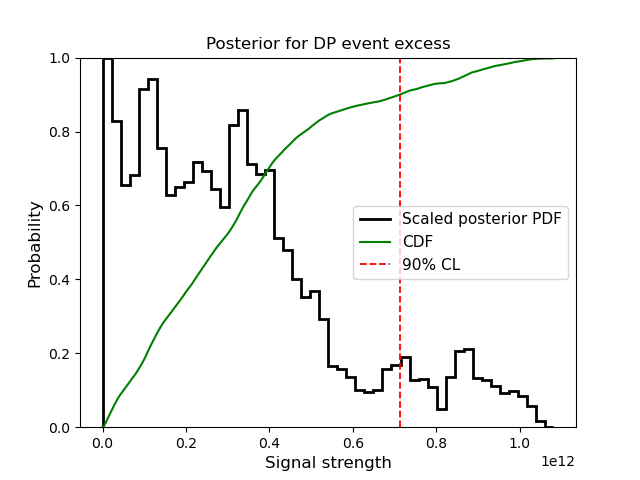 Posterior for DP event excess
Probability
1.0
0.8
0.6
0.4
0.2
0.0
Scaled posterior PDF
CDF
90% CL
0.0 0.2 0.4 0.6 0.8 1.0
1e12
Signal strength